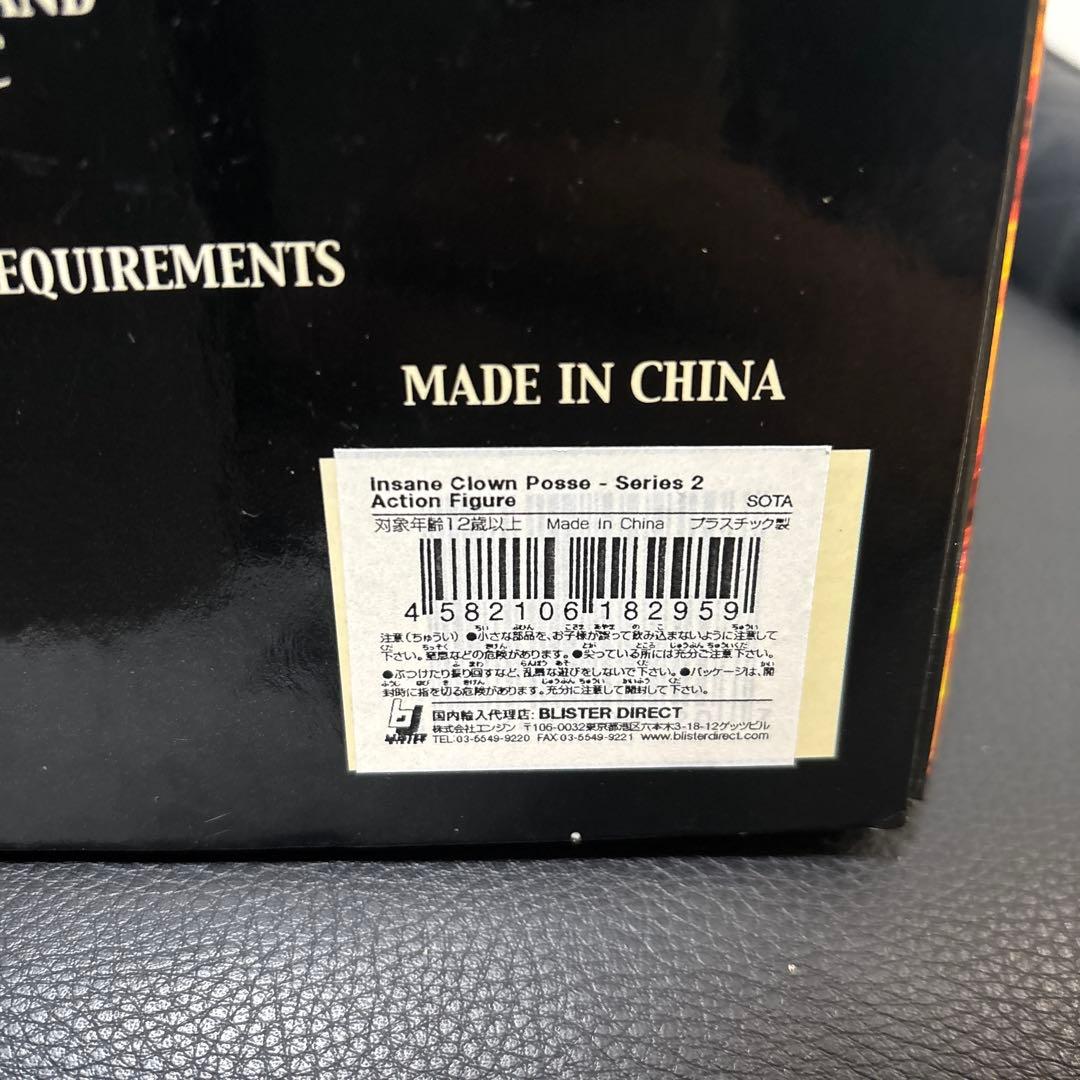 AND
EQUIREMENTS
MADE IN CHINA
Insane Clown Posse - Series 2
Action Figure SOTA
対象年齢12歳以上 Made in China プラスチック製
4 582106 182959
注意(ちゅうい) ●小さな部品を、お子様が誤って飲み込まないように注意して
下さい。窒息などの危険があります。●尖っている所には充分ご注意下さい。
●ぶつけたり振り回すなど、乱暴な遊びをしないで下さい。●パッケージは、開
封時に指を切る危険があります。充分に注意して開封して下さい。
国内輸入代理店: BLISTER DIRECT
株式会社エンジン 〒106-0032東京都港区六本木3-18-12ゲッツビル
TEL.03-5549-9220 FAX 03-5549-9221 www.blisterdirect.com